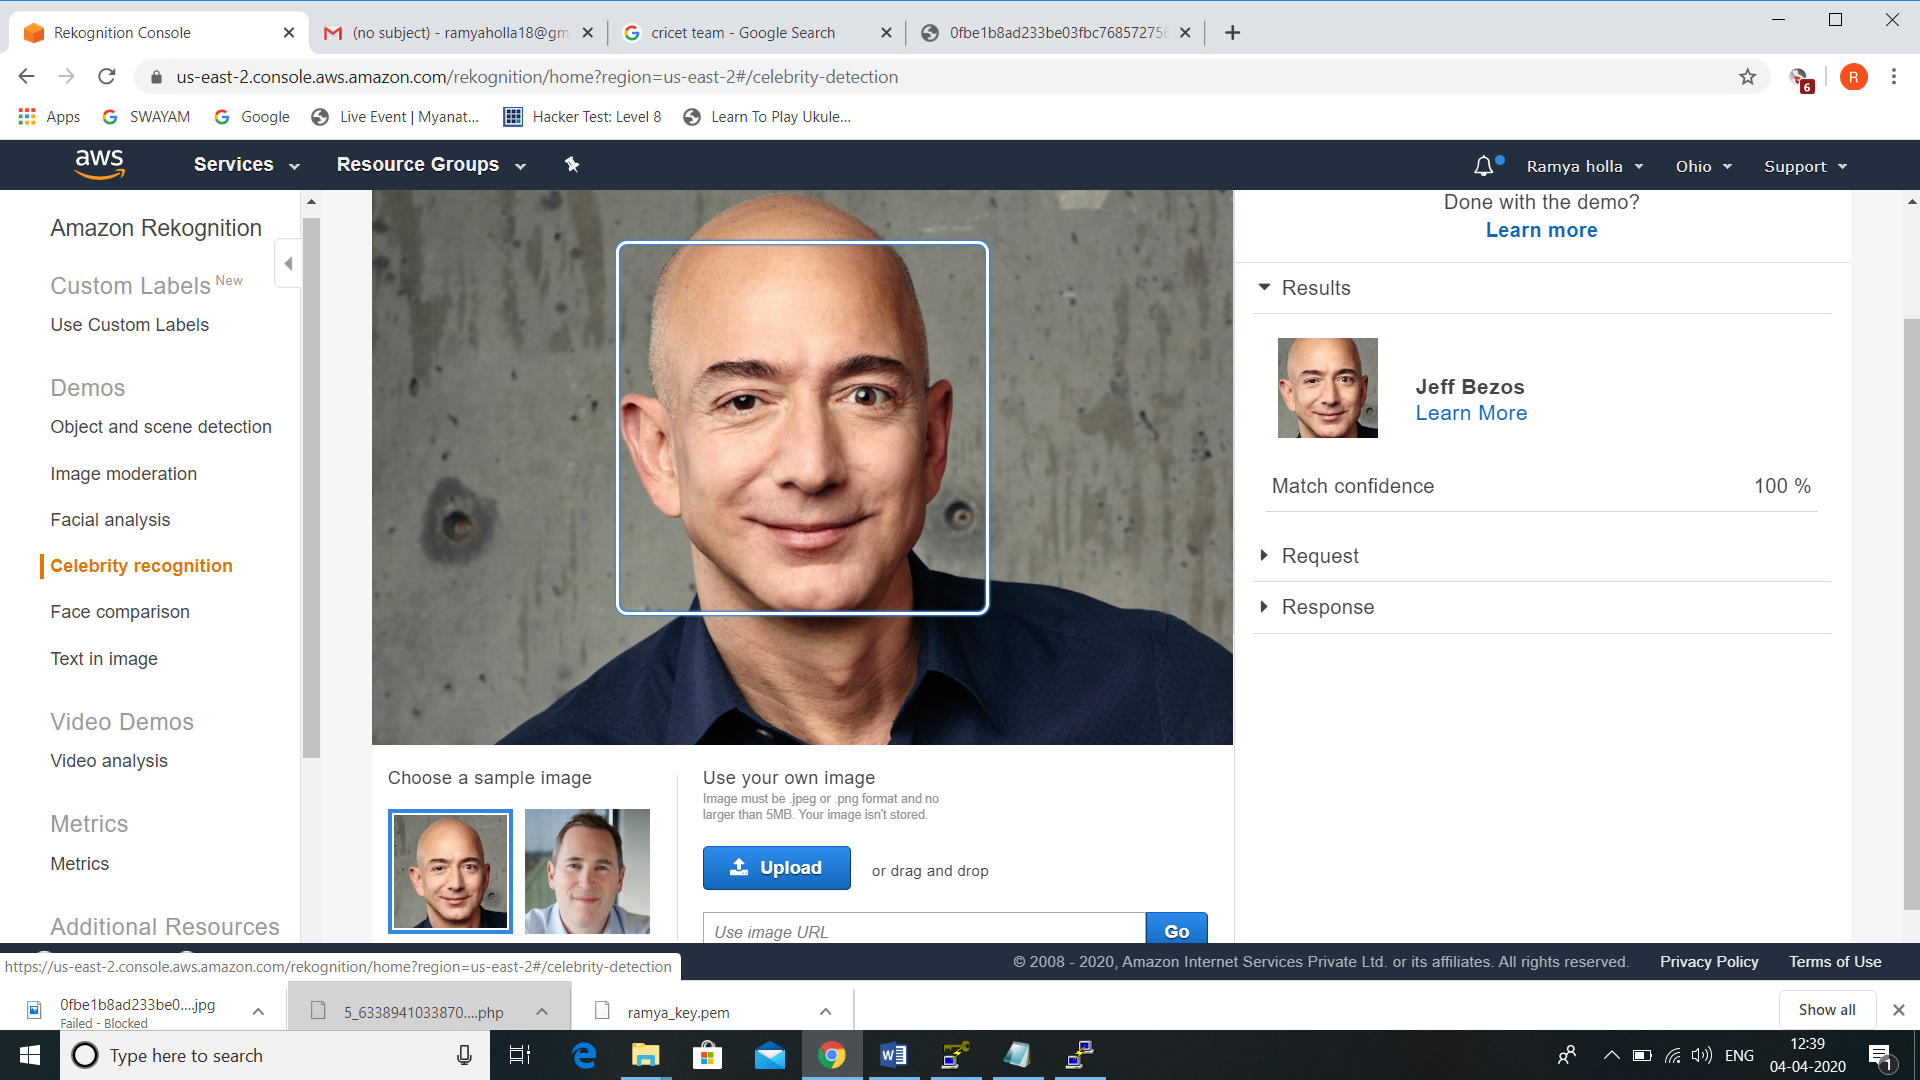 Rekognition Console
(no subject) - ramyaholla18@gm
cricet team - Google Search
0fbe1b8ad233be03fbc768572756
us-east-2.console.aws.amazon.com/rekognition/home?region=us-east-2#/celebrity-detection
R
6
Apps
SWAYAM
Google
Live Event | Myanat...
Hacker Test: Level 8
Learn To Play Ukule...
aws
Services
Resource Groups
Ramya holla
Ohio
Support
Amazon Rekognition
Custom Labels New
Use Custom Labels
Demos
Object and scene detection
Image moderation
Facial analysis
Celebrity recognition
Face comparison
Text in image
Video Demos
Video analysis
Metrics
Metrics
Additional Resources
Choose a sample image
Use your own image
Image must be .jpeg or .png format and no
larger than 5MB. Your image isn't stored.
Upload
or drag and drop
Use image URL
Go
Done with the demo?
Learn more
Results
Jeff Bezos
Learn More
Match confidence
100 %
Request
Response
https://us-east-2.console.aws.amazon.com/rekognition/home?region=us-east-2#/celebrity-detection
© 2008 - 2020, Amazon Internet Services Private Ltd. or its affiliates. All rights reserved.
Privacy Policy
Terms of Use
0fbe1b8ad233be0....jpg
Failed - Blocked
5_6338941033870....php
ramya_key.pem
Show all
Type here to search
ENG
12:39
04-04-2020
1